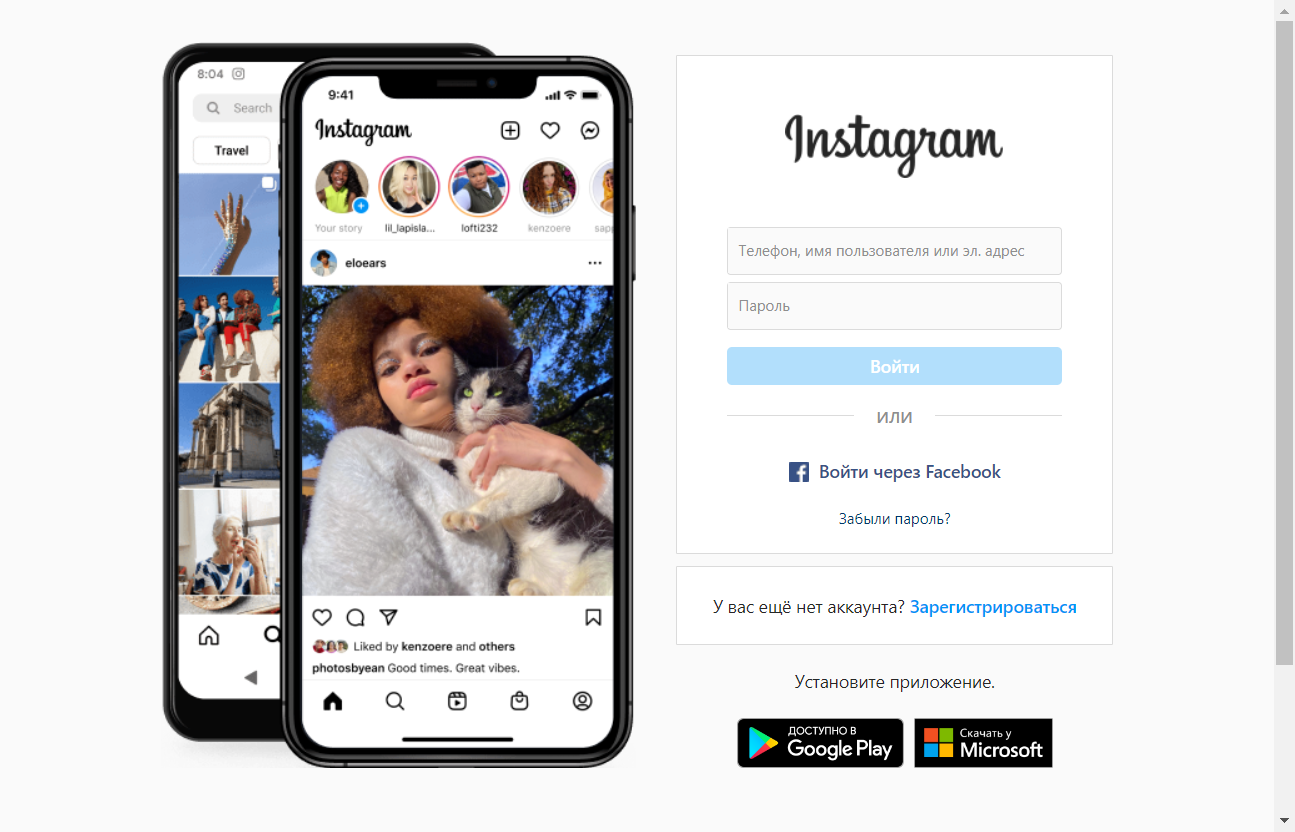 8:04
Search
Travel
9:41
Instagram
Your story
lil_lapisla...
lofti232
kenzoere
sapp
eloears
Liked by kenzoere and others
photosbyean Good times. Great vibes.
Instagram
Телефон, имя пользователя или эл. адрес
Пароль
Войти
ИЛИ
Войти через Facebook
Забыли пароль?
У вас ещё нет аккаунта? Зарегистрироваться
Установите приложение.
ДОСТУПНО В
Google Play
Скачать у
Microsoft